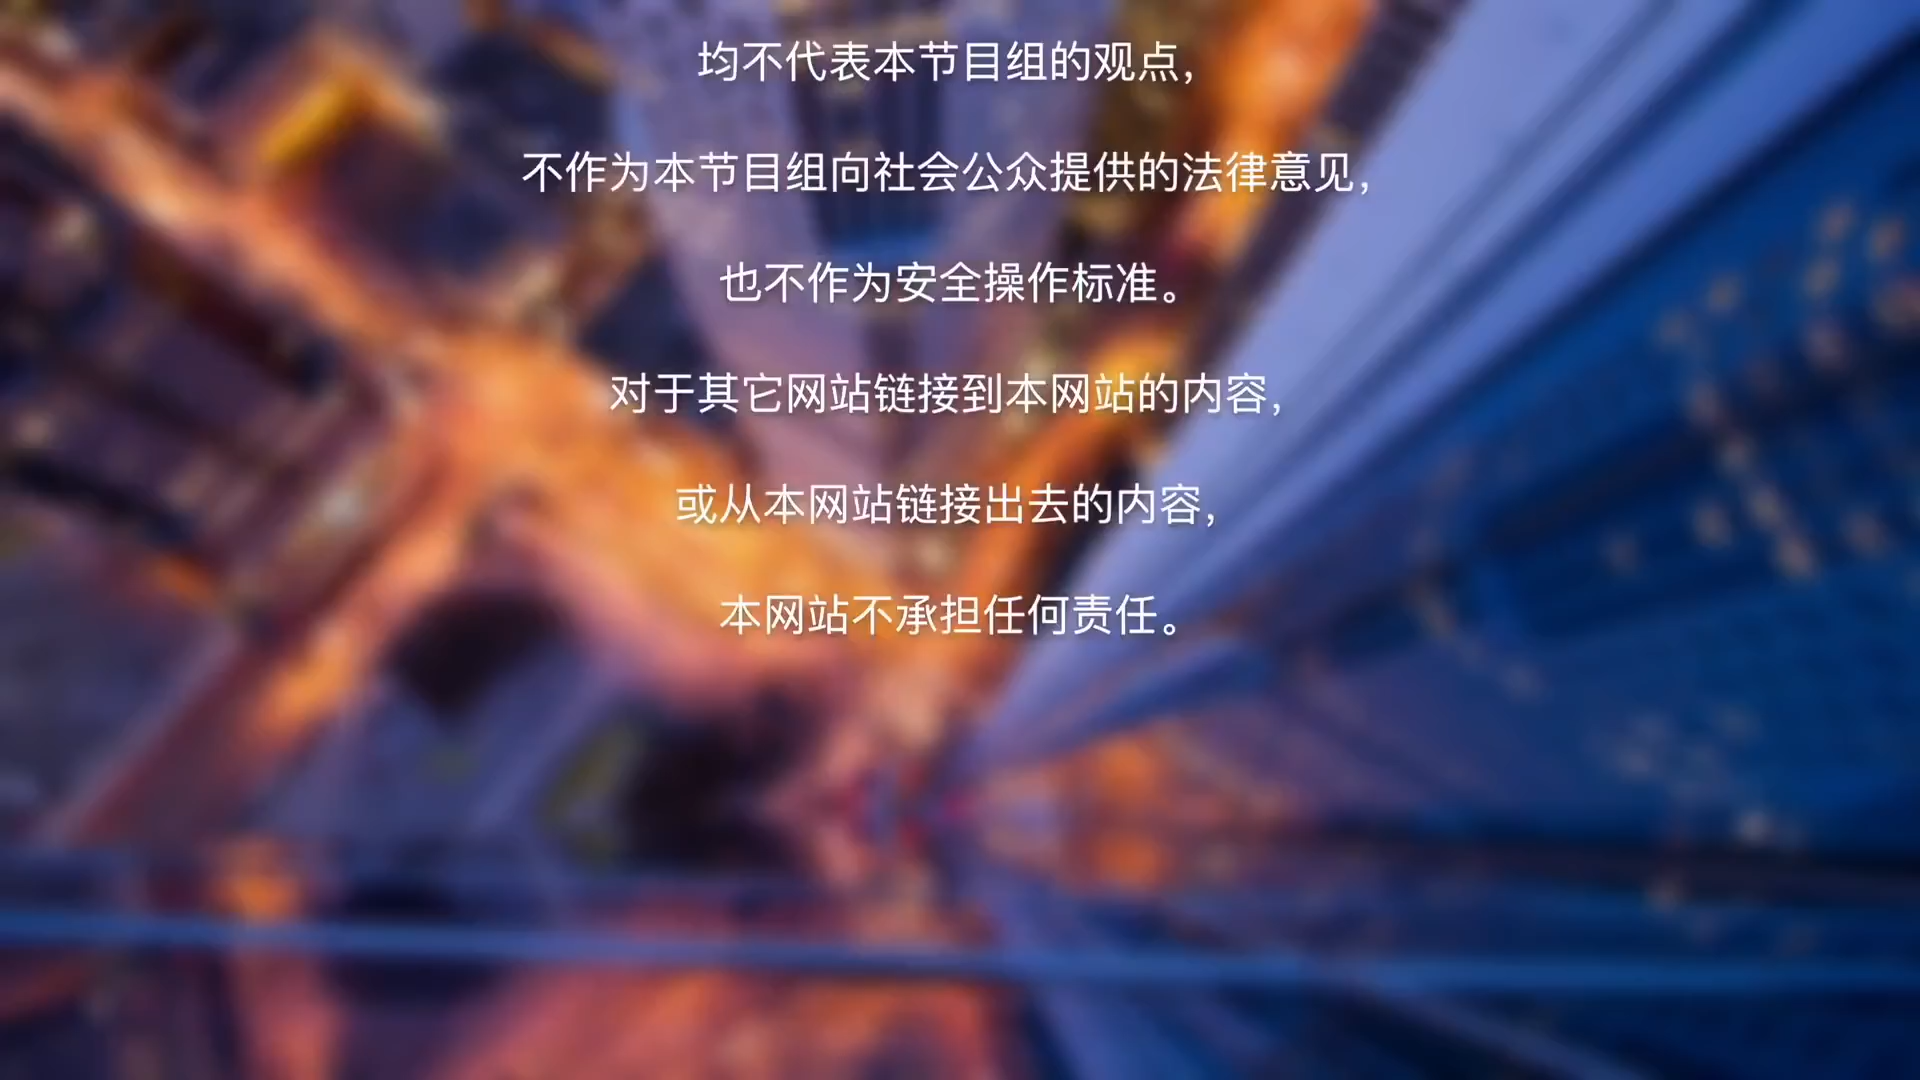 均不代表本节目组的观点，
不作为本节目组向社会公众提供的法律意见，
也不作为安全操作标准。
对于其它网站链接到本网站的内容，
或从本网站链接出去的内容，
本网站不承担任何责任。